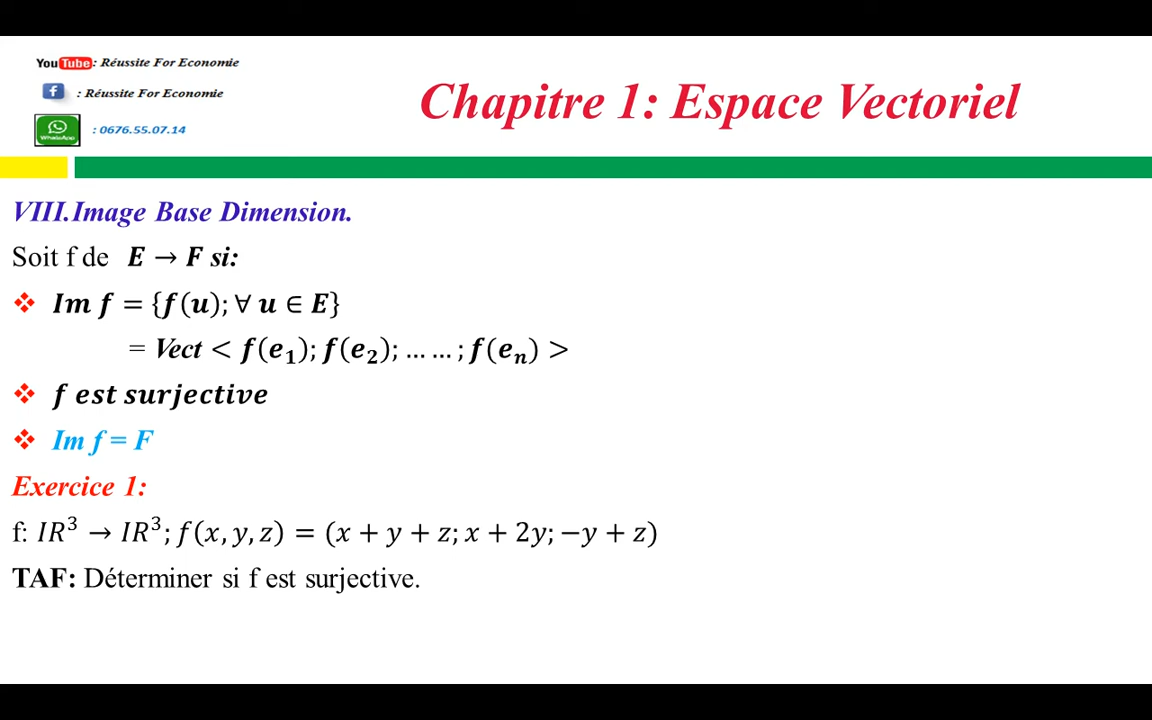 YouTube : Réussite For Economie
: Réussite For Economie
WhatsApp : 0676.55.07.14
Chapitre 1: Espace Vectoriel
VIII.Image Base Dimension.
Soit f de E → F si:
❖ Im f = {f(u); ∀ u ∈ E}
= Vect < f(e₁); f(e₂); … … ; f(eₙ) >
❖ f est surjective
❖ Im f = F
Exercice 1:
f: IR³ → IR³; f(x, y, z) = (x + y + z; x + 2y; −y + z)
TAF: Déterminer si f est surjective.